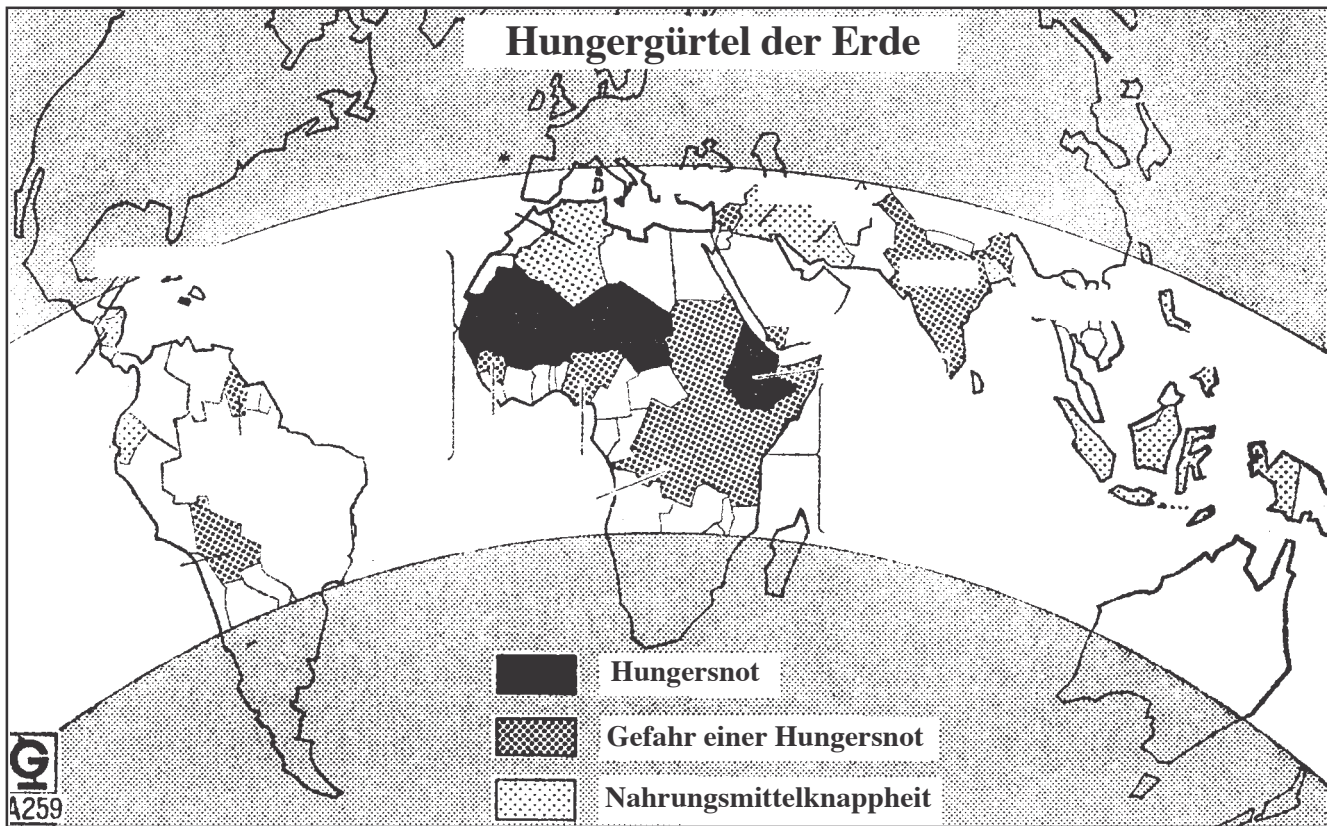 Hungergürtel der Erde
*
Hungersnot
Gefahr einer Hungersnot
Nahrungsmittelknappheit
G
A259